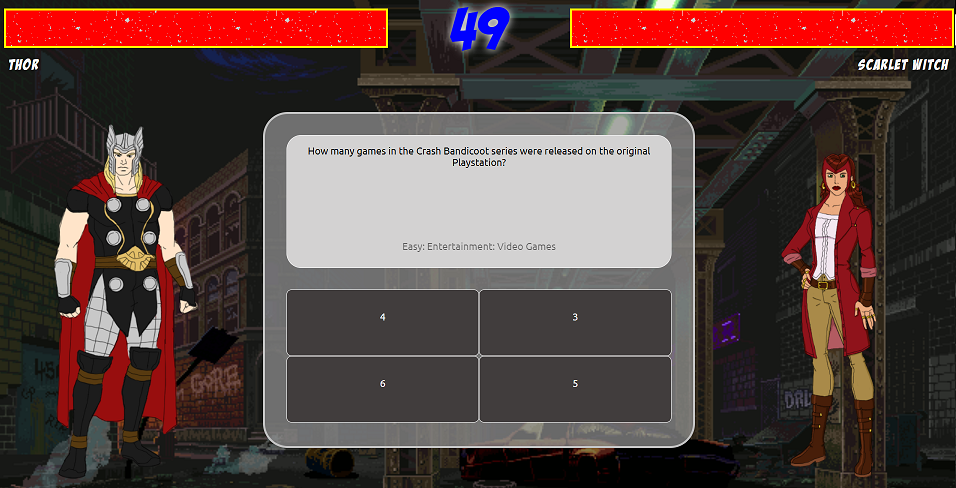 49
THOR
SCARLET WITCH
How many games in the Crash Bandicoot series were released on the original
Playstation?
Easy: Entertainment: Video Games
4
3
6
5
GORE